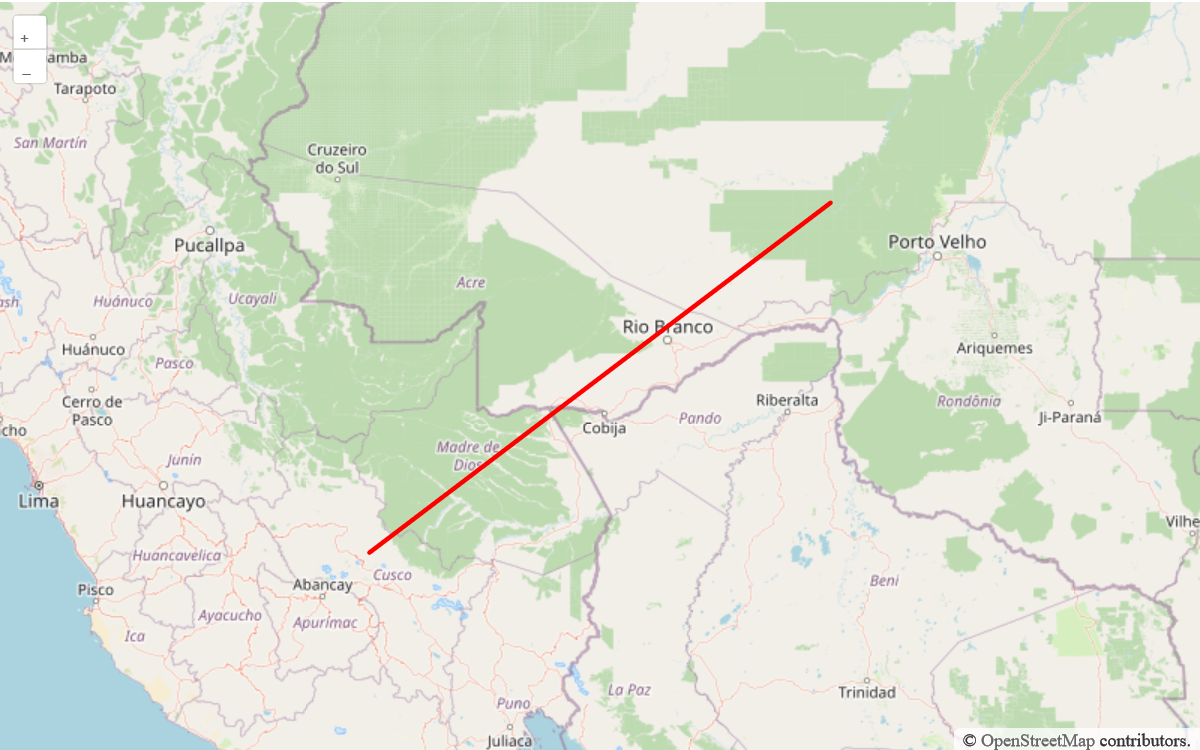 +
–
Tarapoto
San Martín
Cruzeiro
do Sul
Pucallpa
Porto Velho
Acre
Huánuco
Ucayali
Rio Branco
Huánuco
Ariquemes
Pasco
Cerro de
Pasco
Riberalta
Rondônia
Ji-Paraná
Cobija
Pando
Madre de
Dios
Junín
Lima
Huancayo
Huancavelica
Cusco
Abancay
Pisco
Beni
Ayacucho
Apurímac
Ica
La Paz
Trinidad
Puno
Juliaca
© OpenStreetMap contributors.